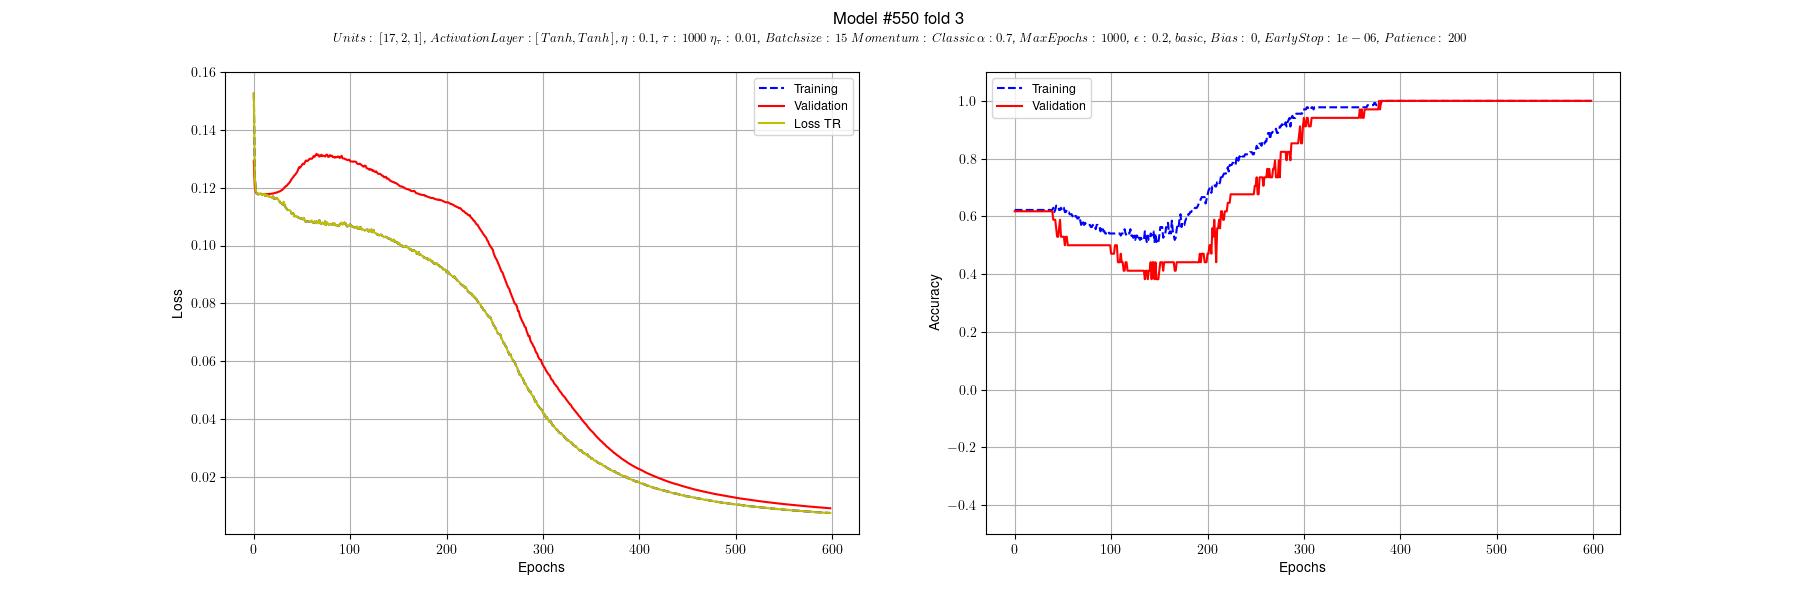 Model #550 fold 3
Units : [17, 2, 1], ActivationLayer : [Tanh, Tanh], η : 0.1, τ : 1000 ητ : 0.01, Batchsize : 15 Momentum : Classic α : 0.7, MaxEpochs : 1000, ϵ : 0.2, basic, Bias : 0, EarlyStop : 1e − 06, Patience : 200
0.16
0.14
0.12
0.10
0.08
0.06
0.04
0.02
Loss
0 100 200 300 400 500 600
Epochs
Training
Validation
Loss TR
1.0
0.8
0.6
0.4
0.2
0.0
−0.2
−0.4
Accuracy
0 100 200 300 400 500 600
Epochs
Training
Validation